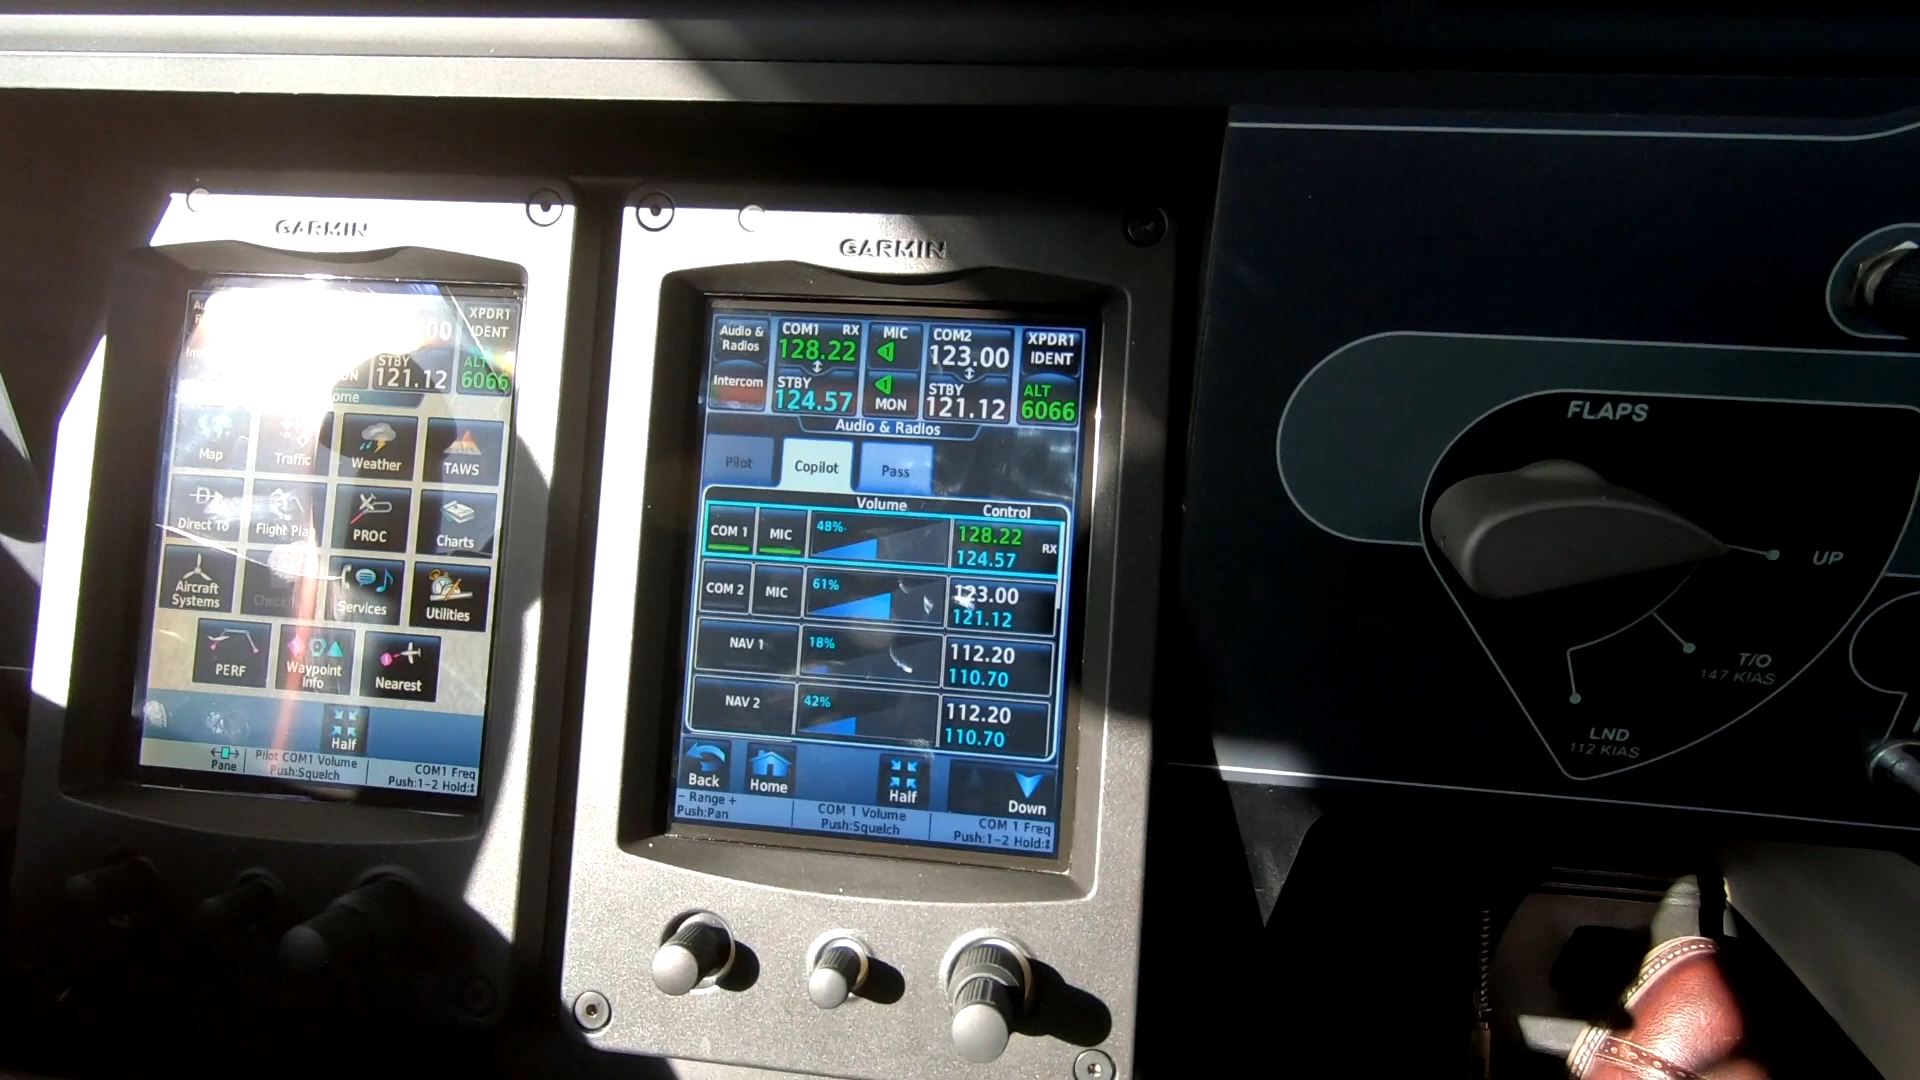 GARMIN
XPDR1
IDENT
STBY
121.12
ALT
6066
Map
Traffic
Weather
TAWS
Direct To
Flight Plan
PROC
Charts
Aircraft
Systems
Services
Utilities
PERF
Waypoint
Info
Nearest
Half
Pane
Pilot COM1 Volume
Push:Squelch
COM1 Freq
Push:1-2 Hold:↕
GARMIN
Audio &
Radios
COM1 RX
128.22
MIC
COM2
123.00
XPDR1
IDENT
Intercom
STBY
124.57
MON
STBY
121.12
ALT
6066
Audio & Radios
Pilot
Copilot
Pass
Volume
Control
COM 1
MIC
48%
128.22
124.57
RX
COM 2
MIC
61%
123.00
121.12
NAV 1
18%
112.20
110.70
NAV 2
42%
112.20
110.70
Back
Home
Half
Down
- Range +
Push:Pan
COM 1 Volume
Push:Squelch
COM 1 Freq
Push:1-2 Hold:↕
FLAPS
UP
T/O
147 KIAS
LND
112 KIAS